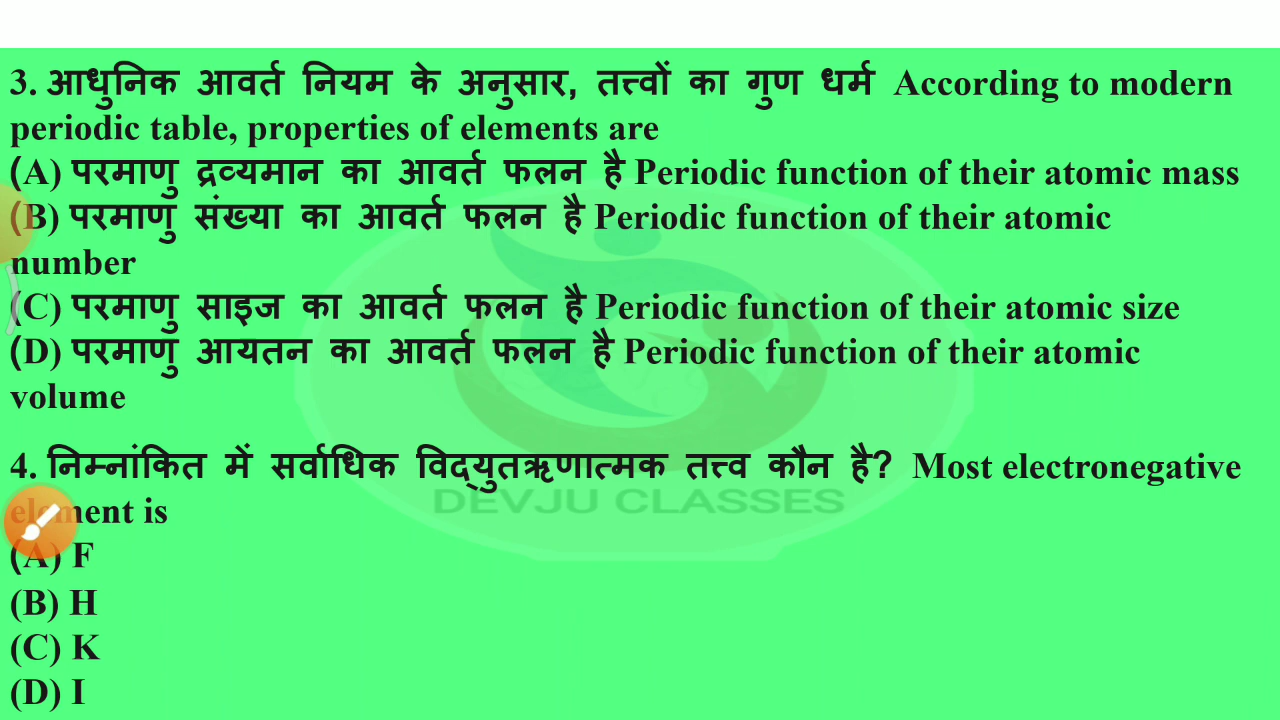 3. आधुनिक आवर्त नियम के अनुसार, तत्त्वों का गुण धर्म According to modern
periodic table, properties of elements are
(A) परमाणु द्रव्यमान का आवर्त फलन है Periodic function of their atomic mass
(B) परमाणु संख्या का आवर्त फलन है Periodic function of their atomic
number
(C) परमाणु साइज का आवर्त फलन है Periodic function of their atomic size
(D) परमाणु आयतन का आवर्त फलन है Periodic function of their atomic
volume
4. निम्नांकित में सर्वाधिक विद्युतऋणात्मक तत्त्व कौन है? Most electronegative
element is
DEVJU CLASSES
(A) F
(B) H
(C) K
(D) I